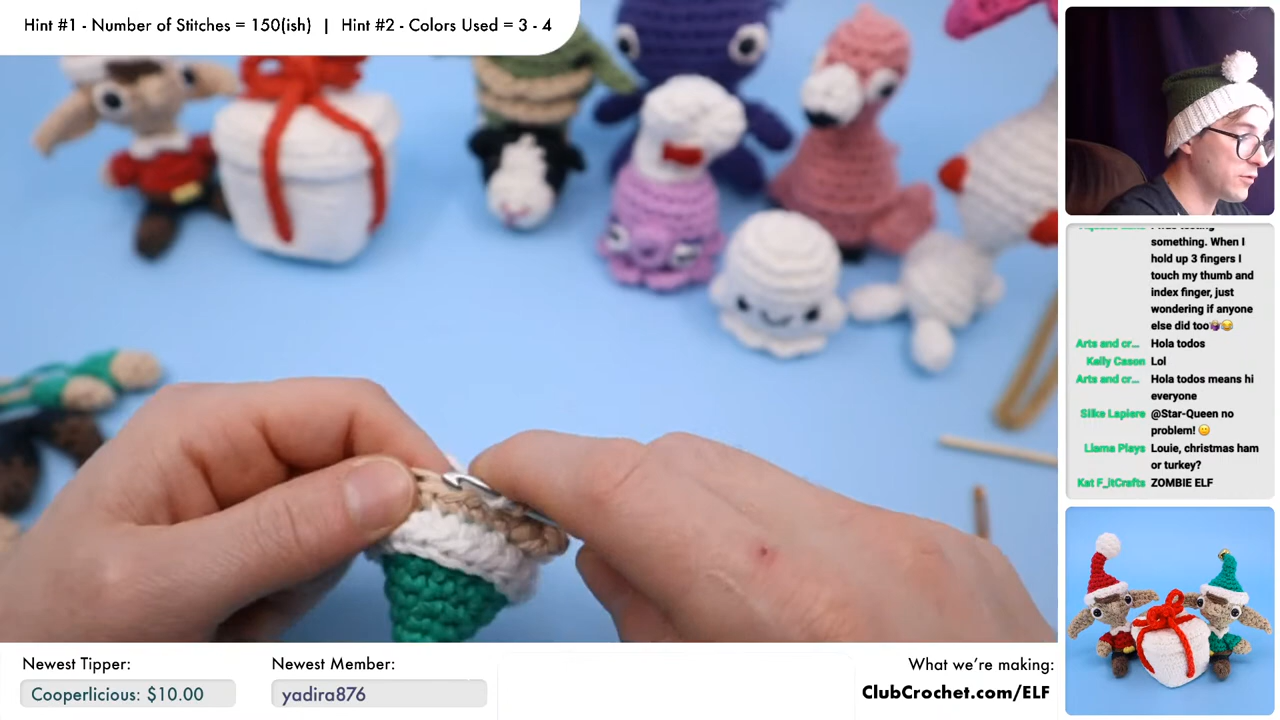 Hint #1 - Number of Stitches = 150(ish) | Hint #2 - Colors Used = 3 - 4
something. When I
hold up 3 fingers I
touch my thumb and
index finger, just
wondering if anyone
else did too
Arts and cr... Hola todos
Kally Cason Lol
Arts and cr... Hola todos means hi
everyone
Silke Lapiere @Star-Queen no
problem!
Llama Plays Louie, christmas ham
or turkey?
Kat F_itCrafts ZOMBIE ELF
Newest Tipper:
Cooperlicious: $10.00
Newest Member:
yadira876
What we're making:
ClubCrochet.com/ELF